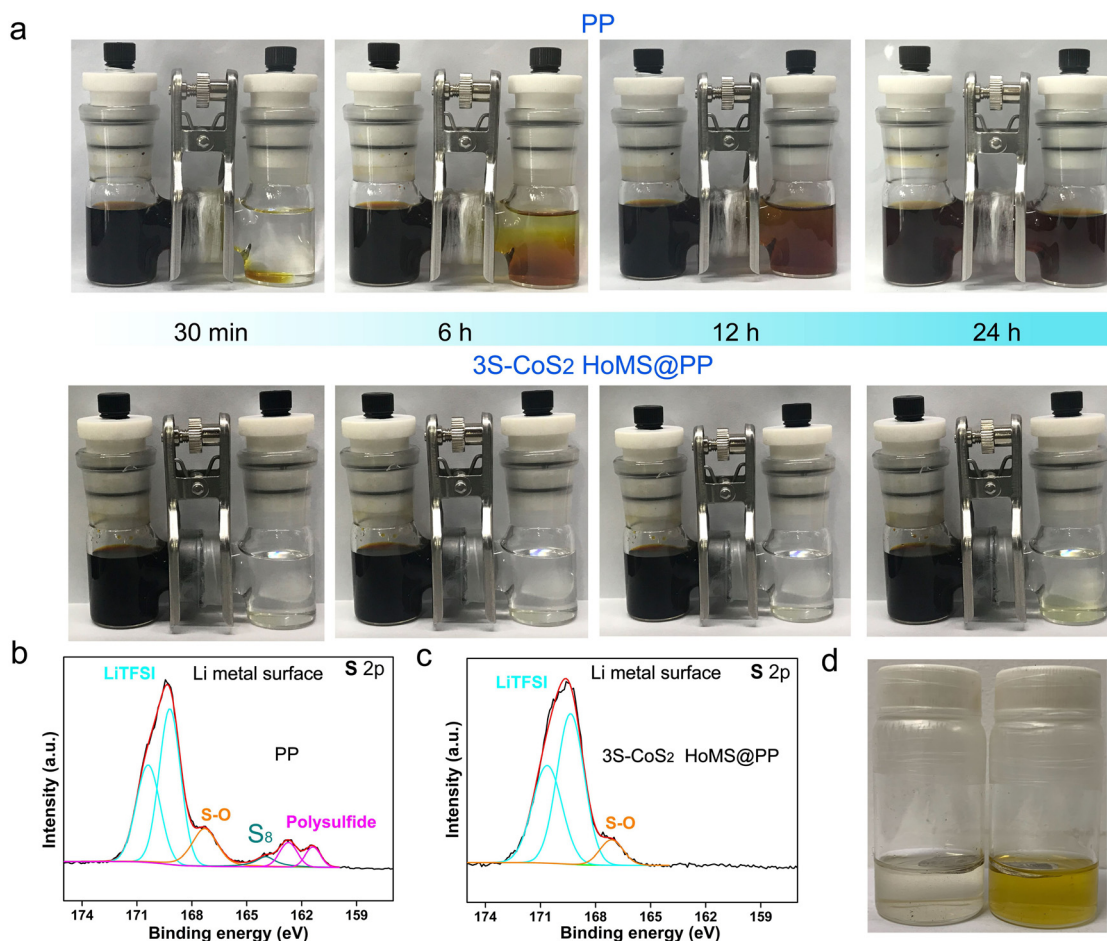 a
PP
30 min 6 h 12 h 24 h
3S-CoS2 HoMS@PP
b
LiTFSI
Li metal surface
S 2p
PP
S-O
S8
Polysulfide
Intensity (a.u.)
174 171 168 165 162 159
Binding energy (eV)
c
LiTFSI
Li metal surface
S 2p
3S-CoS2 HoMS@PP
S-O
Intensity (a.u.)
174 171 168 165 162 159
Binding energy (eV)
d